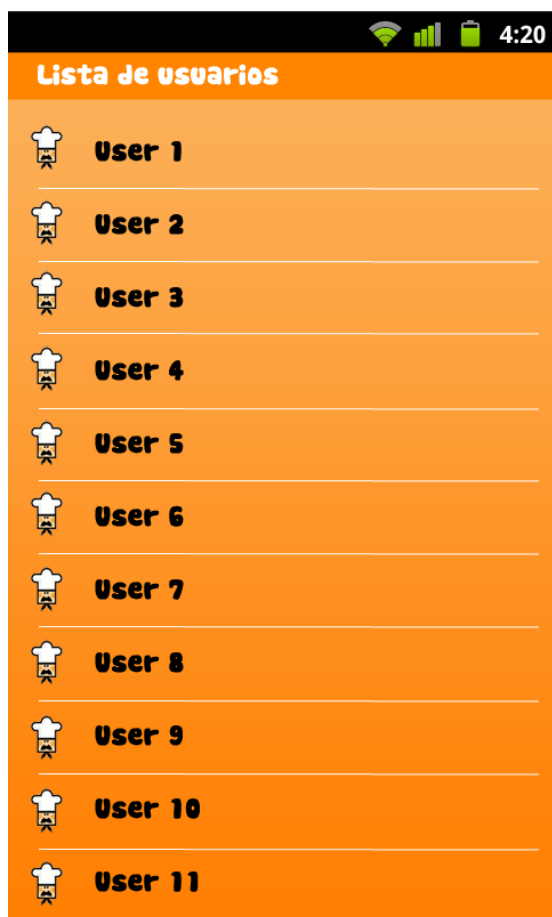 4:20
Lista de usuarios
User 1
User 2
User 3
User 4
User 5
User 6
User 7
User 8
User 9
User 10
User 11